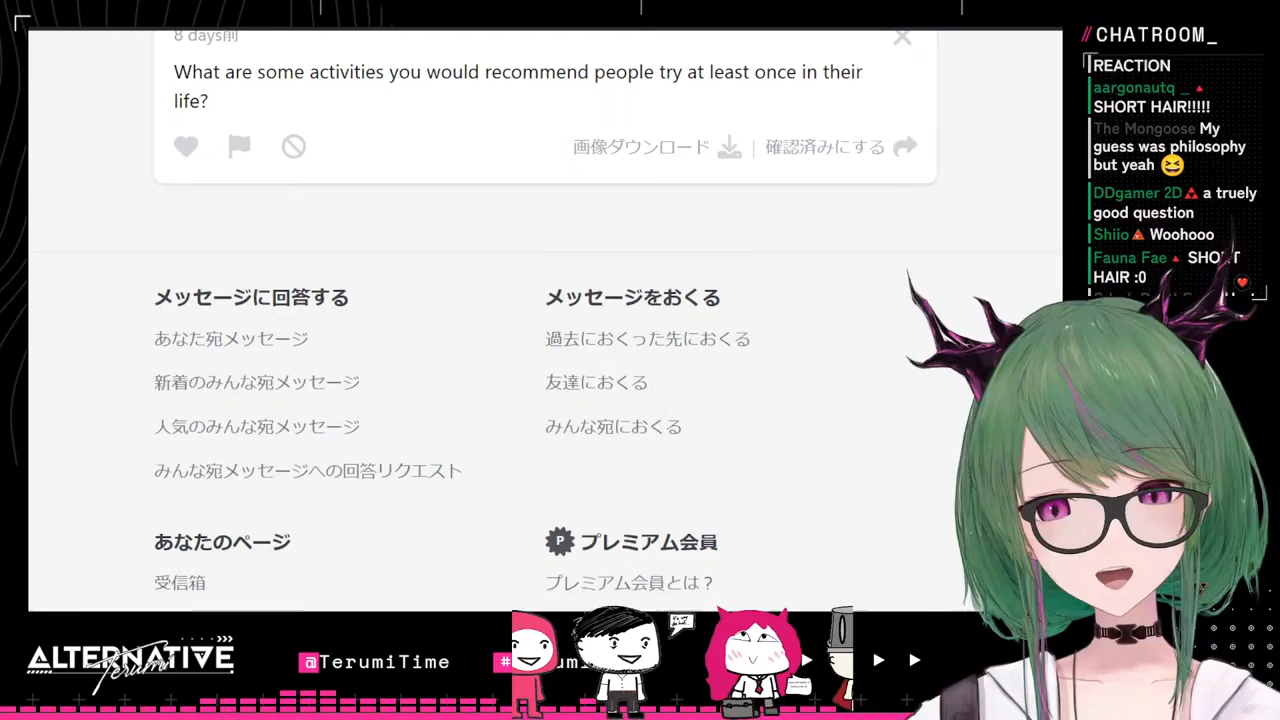 8 days前
What are some activities you would recommend people try at least once in their
life?
画像ダウンロード | 確認済みにする
メッセージに回答する
メッセージをおくる
あなた宛メッセージ
過去におくった先におくる
新着のみんな宛メッセージ
友達におくる
人気のみんな宛メッセージ
みんな宛におくる
みんな宛メッセージへの回答リクエスト
あなたのページ
P プレミアム会員
受信箱
プレミアム会員とは？
//CHATROOM_
REACTION
aargonautq _
SHORT HAIR!!!!!
The Mongoose My
guess was philosophy
but yeah 😆
DDgamer 2D a truely
good question
Shiio Woohooo
Fauna Fae SHORT
HAIR :0
ALTERNATIVE
Terumi
@TerumiTime